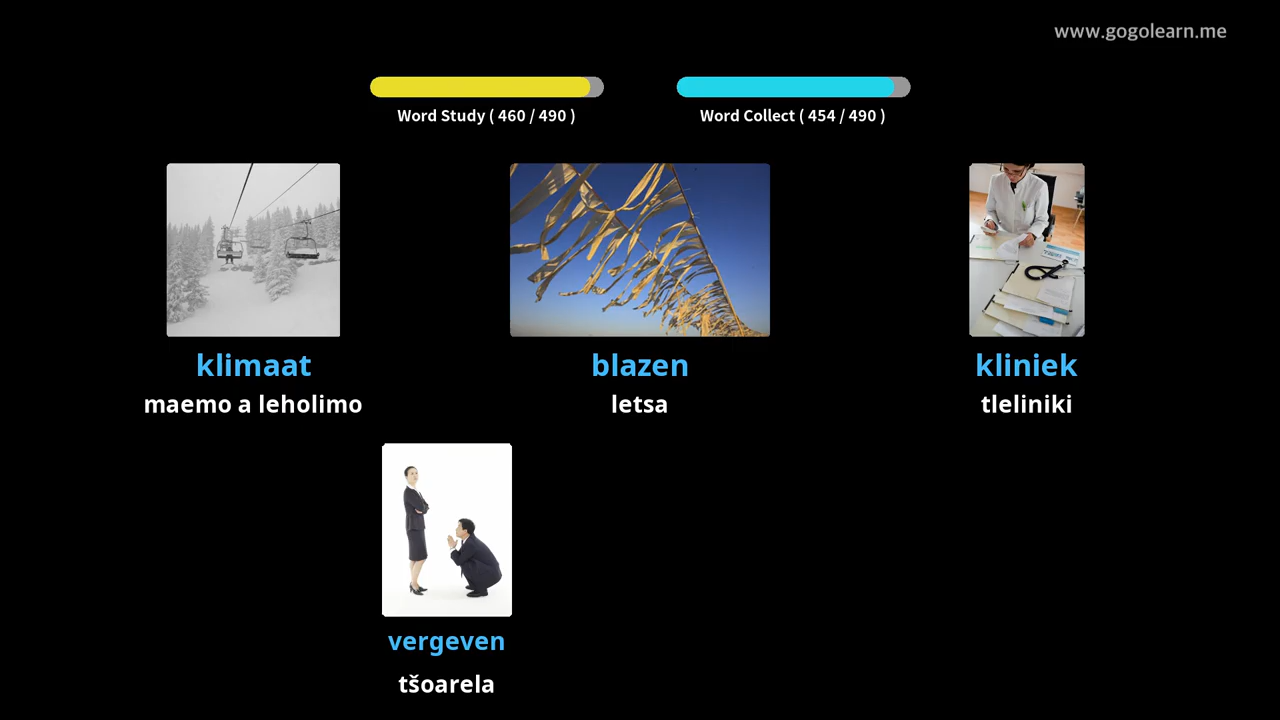 www.gogolearn.me
Word Study ( 460 / 490 )
Word Collect ( 454 / 490 )
klimaat
maemo a leholimo
blazen
letsa
kliniek
tleliniki
vergeven
tšoarela